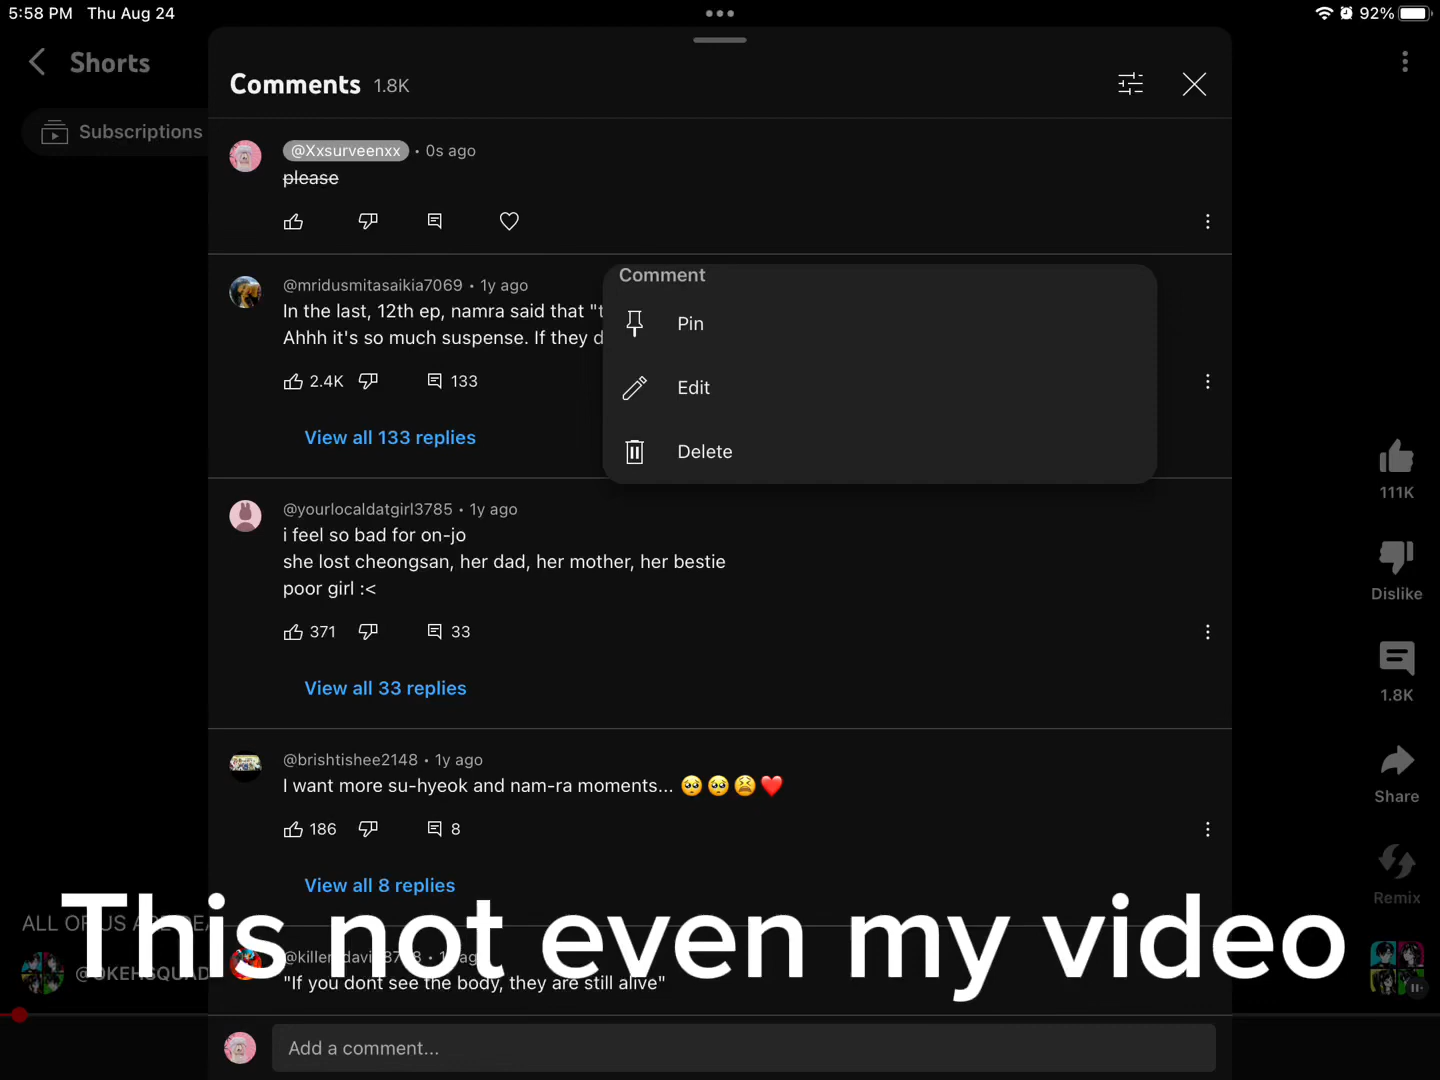 5:58 PM Thu Aug 24
92%
Shorts
Subscriptions
Comments 1.8K
@Xxsurveenxx • 0s ago
please
@mridusmitasaikia7069 • 1y ago
In the last, 12th ep, namra said that "t
Ahhh it's so much suspense. If they d
2.4K 133
View all 133 replies
Comment
Pin
Edit
Delete
@yourlocaldatgirl3785 • 1y ago
i feel so bad for on-jo
she lost cheongsan, her dad, her mother, her bestie
poor girl :<
371 33
View all 33 replies
@brishtishee2148 • 1y ago
I want more su-hyeok and nam-ra moments... 🥺🥺😫❤️
186 8
View all 8 replies
111K
Dislike
1.8K
Share
Remix
ALL OF US ARE
This not even my video
"If you dont see the body, they are still alive"
Add a comment...